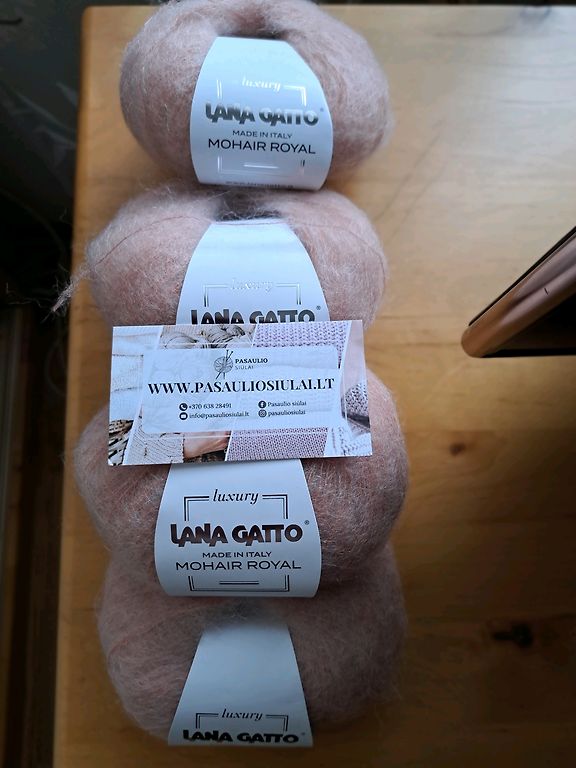 luxury
LANA GATTO®
MADE IN ITALY
MOHAIR ROYAL
luxury
LANA GATTO®
PASAULIO
SIŪLAI
WWW.PASAULIOSIULAI.LT
+370 638 28491
Pasaulio siūlai
info@pasauliosiulai.lt
pasauliosiulai
luxury
LANA GATTO®
MADE IN ITALY
MOHAIR ROYAL
luxury
LANA GATTO®